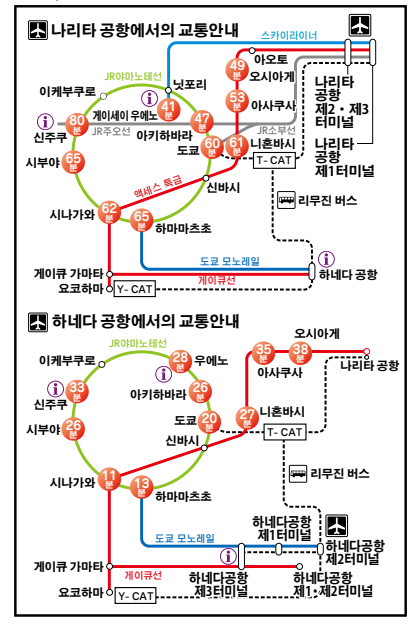 나리타 공항에서의 교통안내
스카이라이너
아오토
49분
오시아게
JR야마노테선
닛포리
이케부쿠로
나리타
공항
제2・제3
터미널
53분
아사쿠사
i
41분
게이세이 우에노
i
80분
신주쿠
JR주오선
47분
아키하바라
JR소부선
나리타
공항
제1터미널
시부야
65분
도쿄
60분
61분
니혼바시
T- CAT
신바시
액세스 특급
리무진 버스
62분
시나가와
65분
하마마츠초
도쿄 모노레일
i
게이큐 가마타
게이큐선
하네다 공항
요코하마
Y- CAT
하네다 공항에서의 교통안내
오시아게
JR야마노테선
28분
우에노
35분
38분
이케부쿠로
아사쿠사
나리타 공항
i
i
33분
신주쿠
26분
아키하바라
시부야
26분
도쿄
20분
27분
니혼바시
T- CAT
신바시
리무진 버스
시나가와
11분
13분
하마마츠초
하네다공항
제1터미널
도쿄 모노레일
하네다공항
제2터미널
i
게이큐 가마타
게이큐선
하네다공항
제3터미널
하네다공항
제1・제2터미널
요코하마
Y- CAT